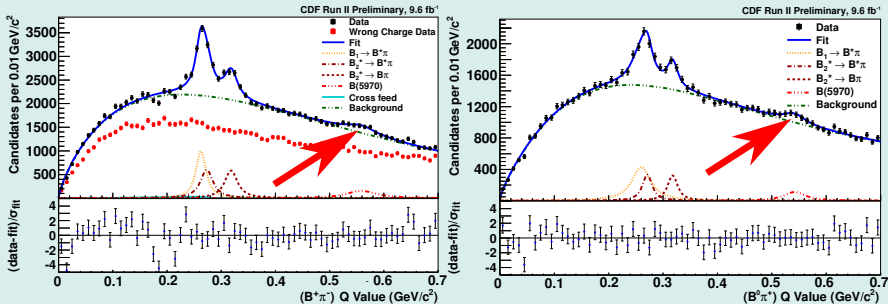 CDF Run II Preliminary, 9.6 fb⁻¹
Candidates per 0.01GeV/c²
3500
3000
2500
2000
1500
1000
500
Data
Wrong Charge Data
Fit
B₁ → B*π
B₂* → B*π
B₂* → Bπ
B(5970)
Cross feed
Background
(data-fit)/σfit
4
2
0
-2
-4
0 0.1 0.2 0.3 0.4 0.5 0.6 0.7
(B⁺π⁻) Q Value (GeV/c²)
CDF Run II Preliminary, 9.6 fb⁻¹
Candidates per 0.01GeV/c²
2200
1800
1400
1000
600
200
Data
Fit
B₁ → B*π
B₂* → B*π
B₂* → Bπ
B(5970)
Background
(data-fit)/σfit
4
2
0
-2
-4
0 0.1 0.2 0.3 0.4 0.5 0.6 0.7
(B⁰π⁺) Q Value (GeV/c²)